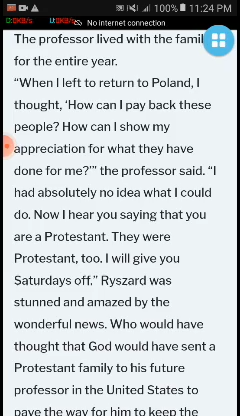 0KB/s U:0KB/s 100% 11:24 PM
No internet connection
The professor lived with the famil
for the entire year.
“When I left to return to Poland, I
thought, ‘How can I pay back these
people? How can I show my
appreciation for what they have
done for me?’” the professor said. “I
had absolutely no idea what I could
do. Now I hear you saying that you
are a Protestant. They were
Protestant, too. I will give you
Saturdays off.” Ryszard was
stunned and amazed by the
wonderful news. Who would have
thought that God would have sent a
Protestant family to his future
professor in the United States to
pave the way for him to keep the